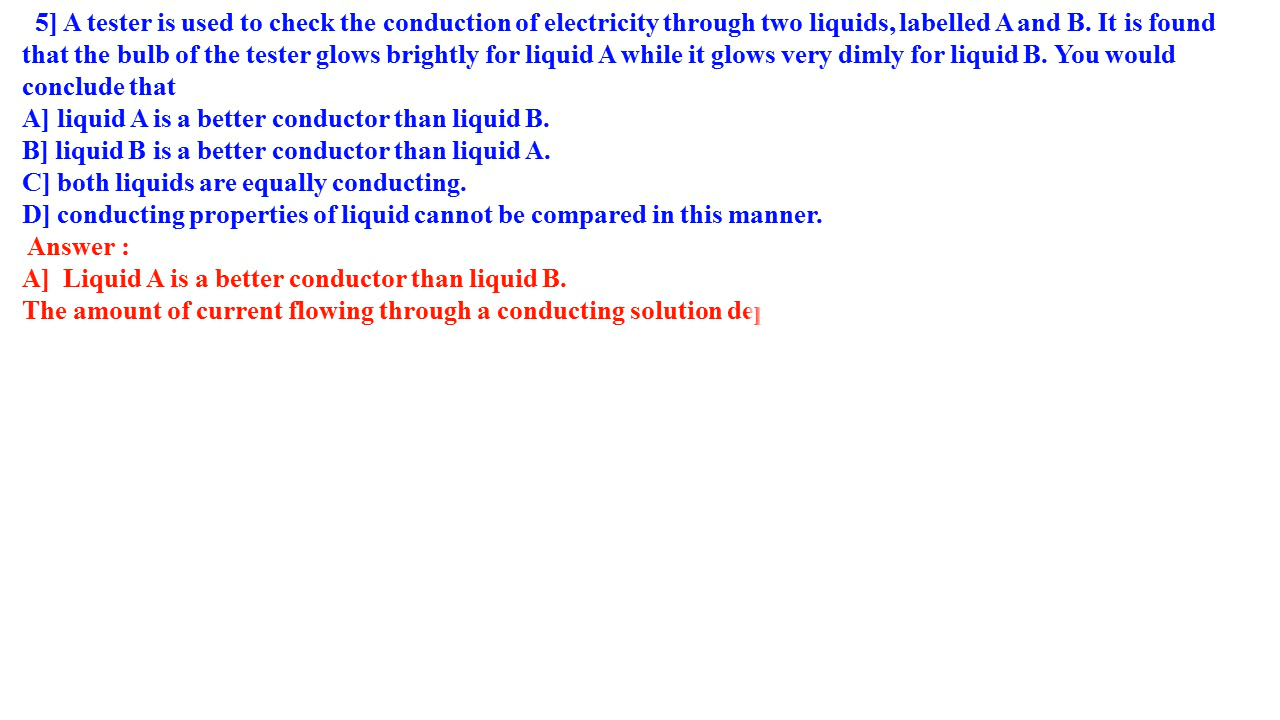 5] A tester is used to check the conduction of electricity through two liquids, labelled A and B. It is found
that the bulb of the tester glows brightly for liquid A while it glows very dimly for liquid B. You would
conclude that
A] liquid A is a better conductor than liquid B.
B] liquid B is a better conductor than liquid A.
C] both liquids are equally conducting.
D] conducting properties of liquid cannot be compared in this manner.
Answer :
A] Liquid A is a better conductor than liquid B.
The amount of current flowing through a conducting solution